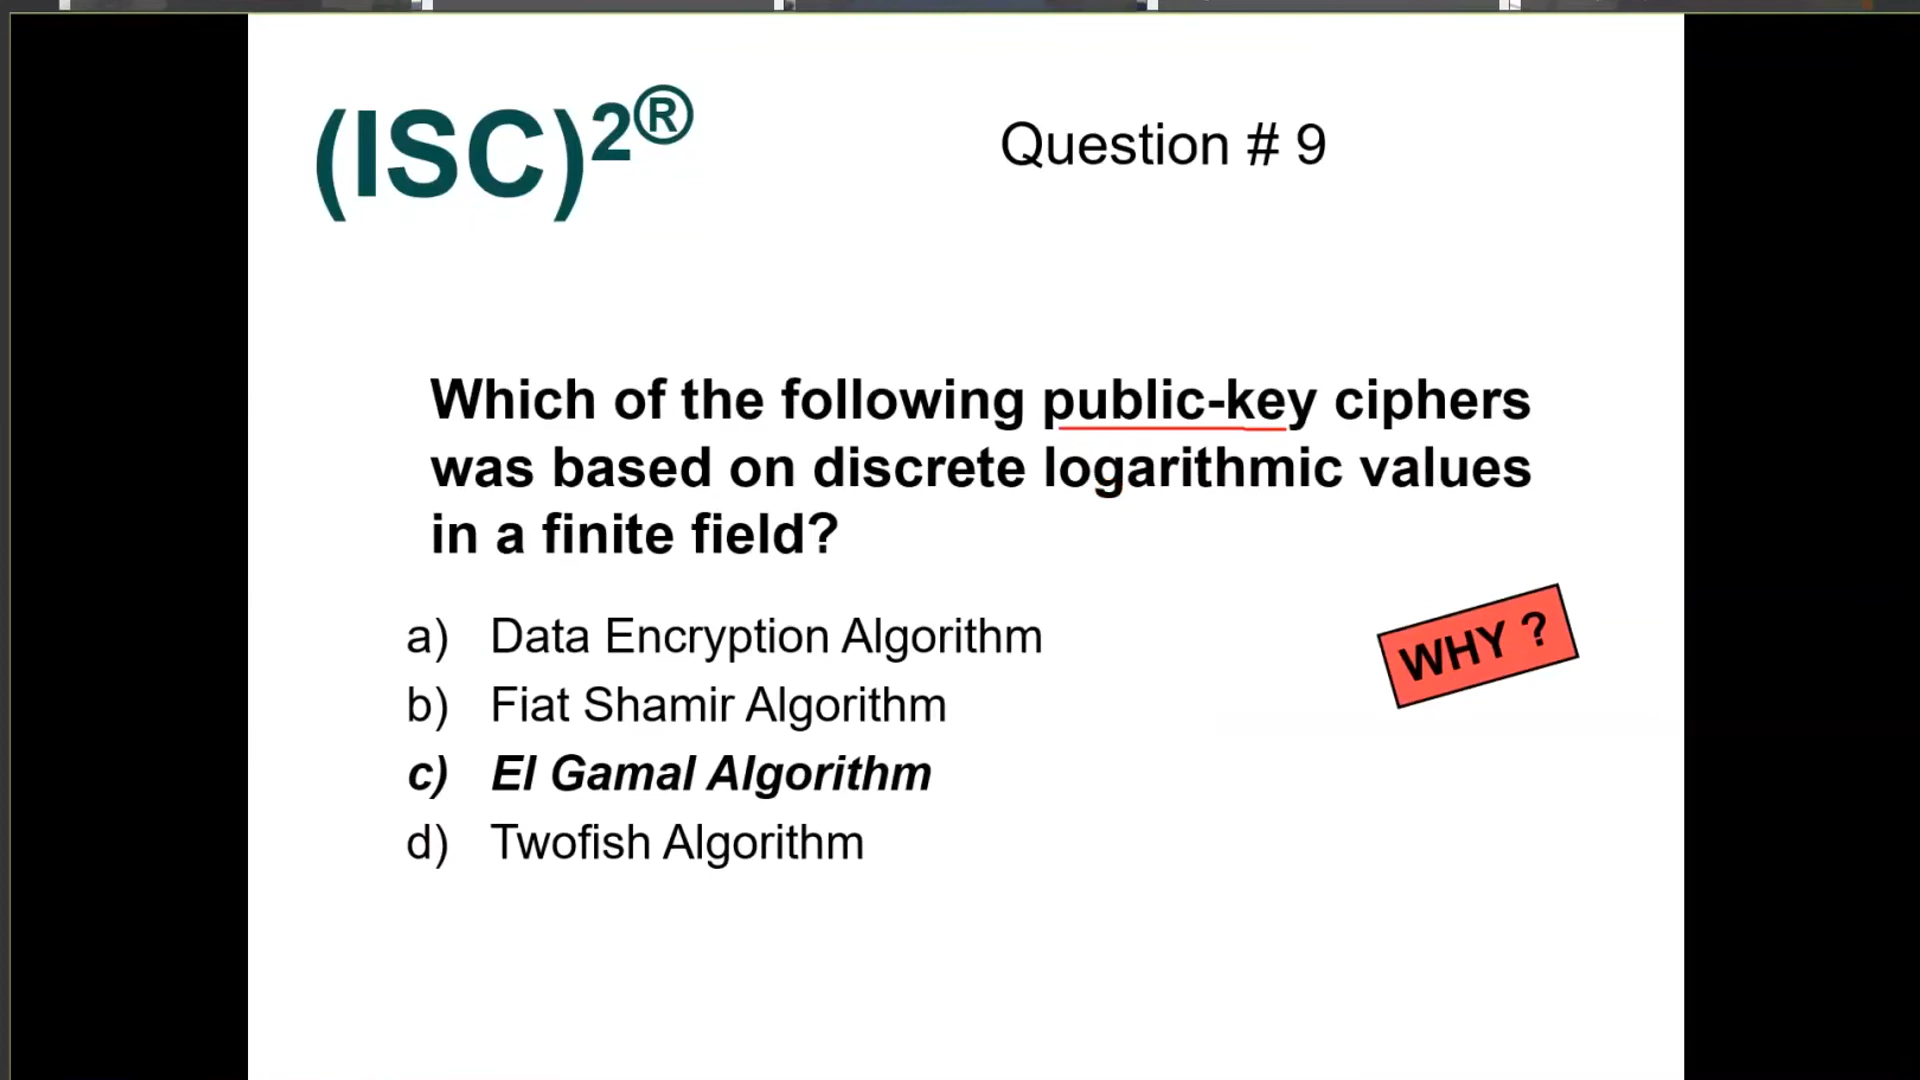 (ISC)2®
Question # 9
Which of the following public-key ciphers
was based on discrete logarithmic values
in a finite field?
a) Data Encryption Algorithm
WHY ?
b) Fiat Shamir Algorithm
c) El Gamal Algorithm
d) Twofish Algorithm